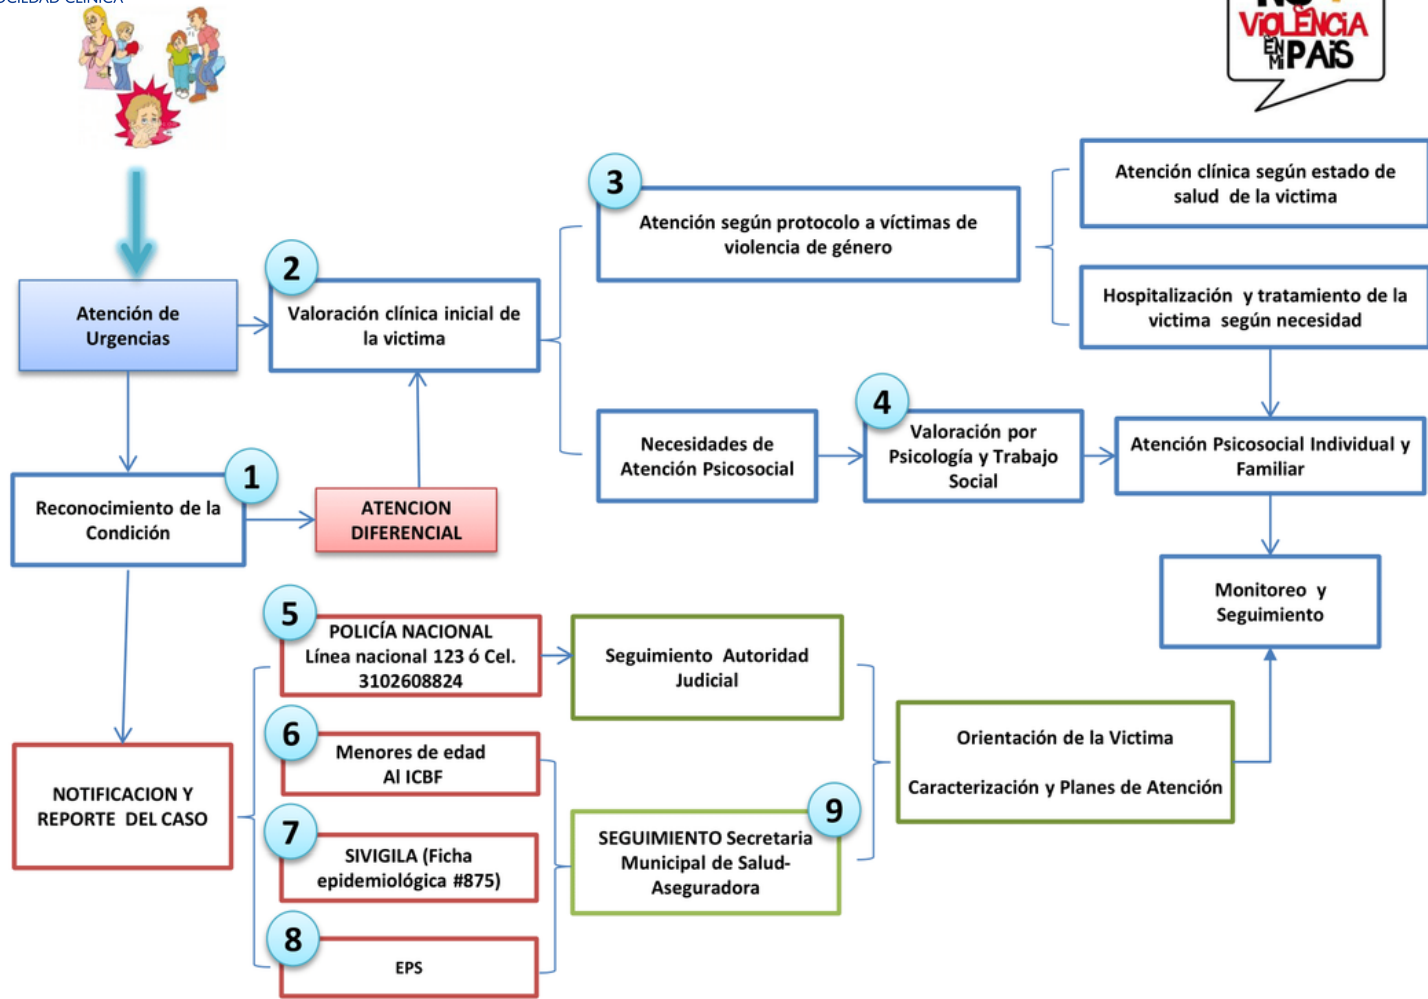 SOCIEDAD CLINICA
NO
VIOLENCIA
EN
MI PAÍS
3
Atención según protocolo a víctimas de
violencia de género
Atención clínica según estado de
salud de la victima
Hospitalización y tratamiento de la
victima según necesidad
2
Valoración clínica inicial de
la victima
Atención de
Urgencias
4
Necesidades de
Atención Psicosocial
Valoración por
Psicología y Trabajo
Social
Atención Psicosocial Individual y
Familiar
1
Reconocimiento de la
Condición
ATENCION
DIFERENCIAL
Monitoreo y
Seguimiento
5
POLICÍA NACIONAL
Línea nacional 123 ó Cel.
3102608824
Seguimiento Autoridad
Judicial
6
Menores de edad
Al ICBF
NOTIFICACION Y
REPORTE DEL CASO
Orientación de la Victima
Caracterización y Planes de Atención
7
SIVIGILA (Ficha
epidemiológica #875)
9
SEGUIMIENTO Secretaria
Municipal de Salud-
Aseguradora
8
EPS